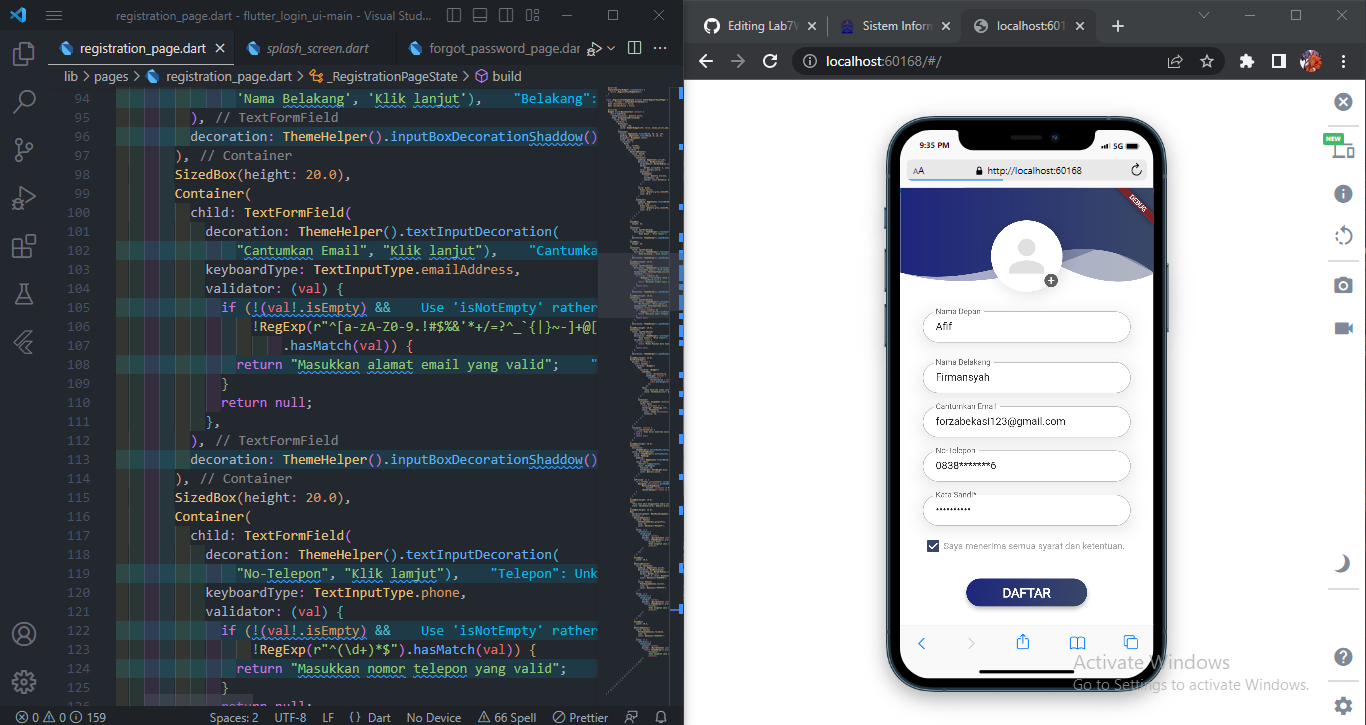 registration_page.dart - flutter_login_ui-main - Visual Stud...
registration_page.dart
splash_screen.dart
forgot_password_page.dar
lib > pages > registration_page.dart > _RegistrationPageState > build
94 'Nama Belakang', 'Klik lanjut'), "Belakang":
95 ), // TextFormField
96 decoration: ThemeHelper().inputBoxDecorationShaddow()
97 ), // Container
98 SizedBox(height: 20.0),
99 Container(
100 child: TextFormField(
101 decoration: ThemeHelper().textInputDecoration(
102 "Cantumkan Email", "Klik lanjut"), "Cantumka
103 keyboardType: TextInputType.emailAddress,
104 validator: (val) {
105 if (!(val!.isEmpty) && Use 'isNotEmpty' rather
106 !RegExp(r"^[a-zA-Z0-9.!#$%&'*+/=?^_`{|}~-]+@[
107 .hasMatch(val)) {
108 return "Masukkan alamat email yang valid"; "
109 }
110 return null;
111 },
112 ), // TextFormField
113 decoration: ThemeHelper().inputBoxDecorationShaddow()
114 ), // Container
115 SizedBox(height: 20.0),
116 Container(
117 child: TextFormField(
118 decoration: ThemeHelper().textInputDecoration(
119 "No-Telepon", "Klik lamjut"), "Telepon": Unk
120 keyboardType: TextInputType.phone,
121 validator: (val) {
122 if (!(val!.isEmpty) && Use 'isNotEmpty' rather
123 !RegExp(r"^(\d+)*$").hasMatch(val)) {
124 return "Masukkan nomor telepon yang valid";
125 }
0 0 159 Spaces: 2 UTF-8 LF {} Dart No Device 66 Spell Prettier
Editing Lab7V
Sistem Inform
localhost:601
localhost:60168/#/
9:35 PM
5G
AA
http://localhost:60168
DEBUG
Nama Depan
Afif
Nama Belakang
Firmansyah
Cantumkan Email
forzabekasi123@gmail.com
No-Telepon
0838*******6
Kata Sandi*
Saya menerima semua syarat dan ketentuan.
DAFTAR
NEW
Activate Windows
Go to Settings to activate Windows.